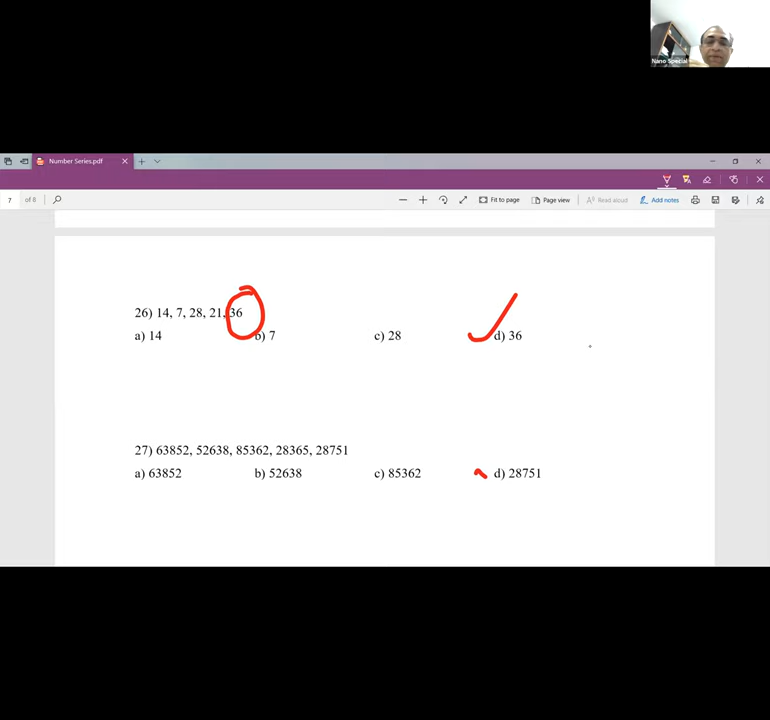 Nano Special
Number Series.pdf
7 of 8
Fit to page
Page view
Read aloud
Add notes
26) 14, 7, 28, 21, 36
a) 14 b) 7 c) 28 d) 36
27) 63852, 52638, 85362, 28365, 28751
a) 63852 b) 52638 c) 85362 d) 28751